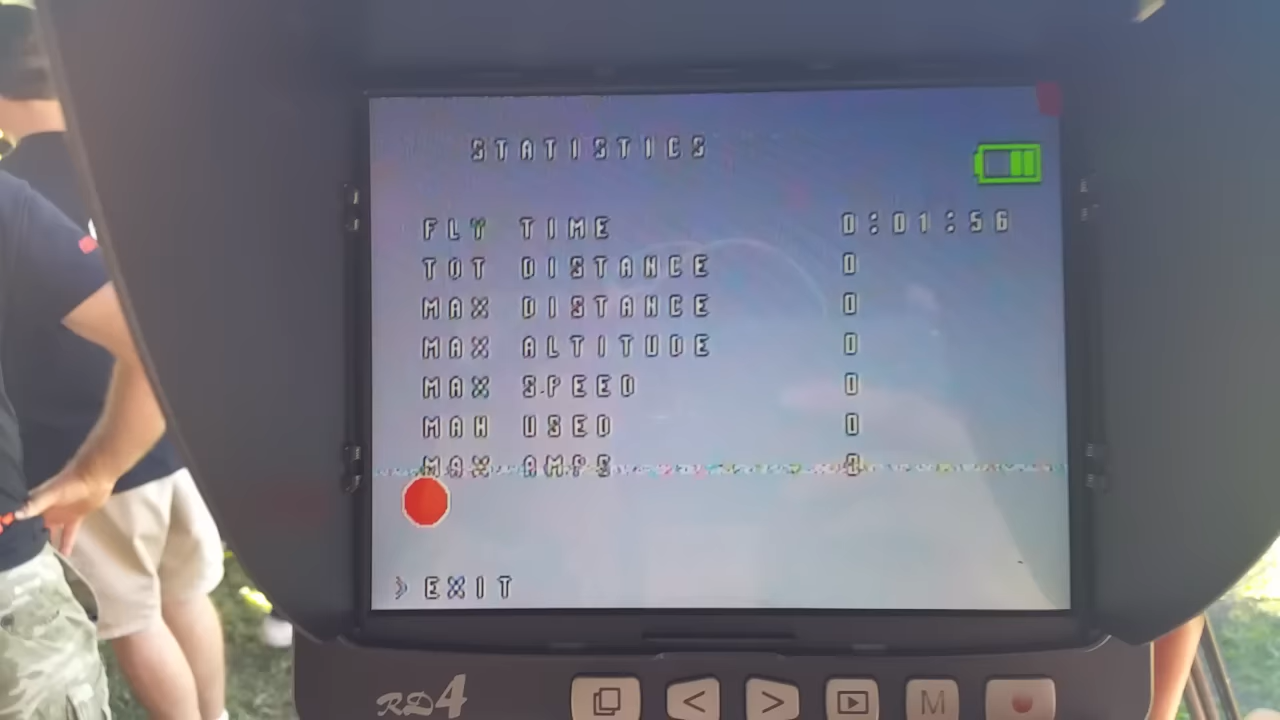 STATISTICS
FLY TIME 0:01:56
TOT DISTANCE 0
MAX DISTANCE 0
MAX ALTITUDE 0
MAX SPEED 0
MAH USED 0
MAX AMPS 0
> EXIT
RD4
< > M